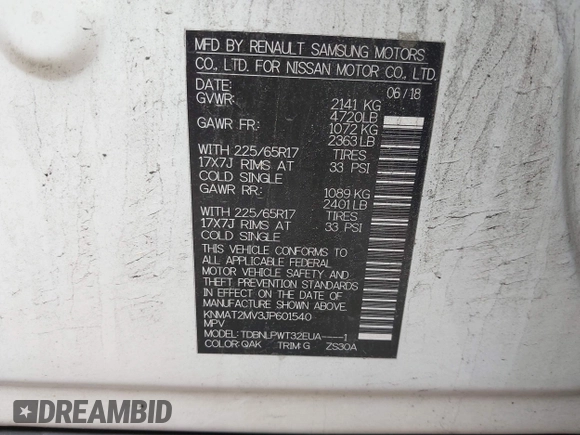 MFD BY RENAULT SAMSUNG MOTORS
CO., LTD. FOR NISSAN MOTOR CO., LTD.
DATE: 06/18
GVWR: 2141 KG
4720LB
GAWR FR: 1072 KG
2363 LB
WITH 225/65R17 TIRES
17X7J RIMS AT 33 PSI
COLD SINGLE
GAWR RR: 1089 KG
2401 LB
WITH 225/65R17 TIRES
17X7J RIMS AT 33 PSI
COLD SINGLE
THIS VEHICLE CONFORMS TO
ALL APPLICABLE FEDERAL
MOTOR VEHICLE SAFETY AND
THEFT PREVENTION STANDARDS
IN EFFECT ON THE DATE OF
MANUFACTURE SHOWN ABOVE.
KNMAT2MV3JP601540
MPV
MODEL: TDBNLPWT32EUA----1
COLOR: QAK TRIM: G ZS30A
DREAMBID